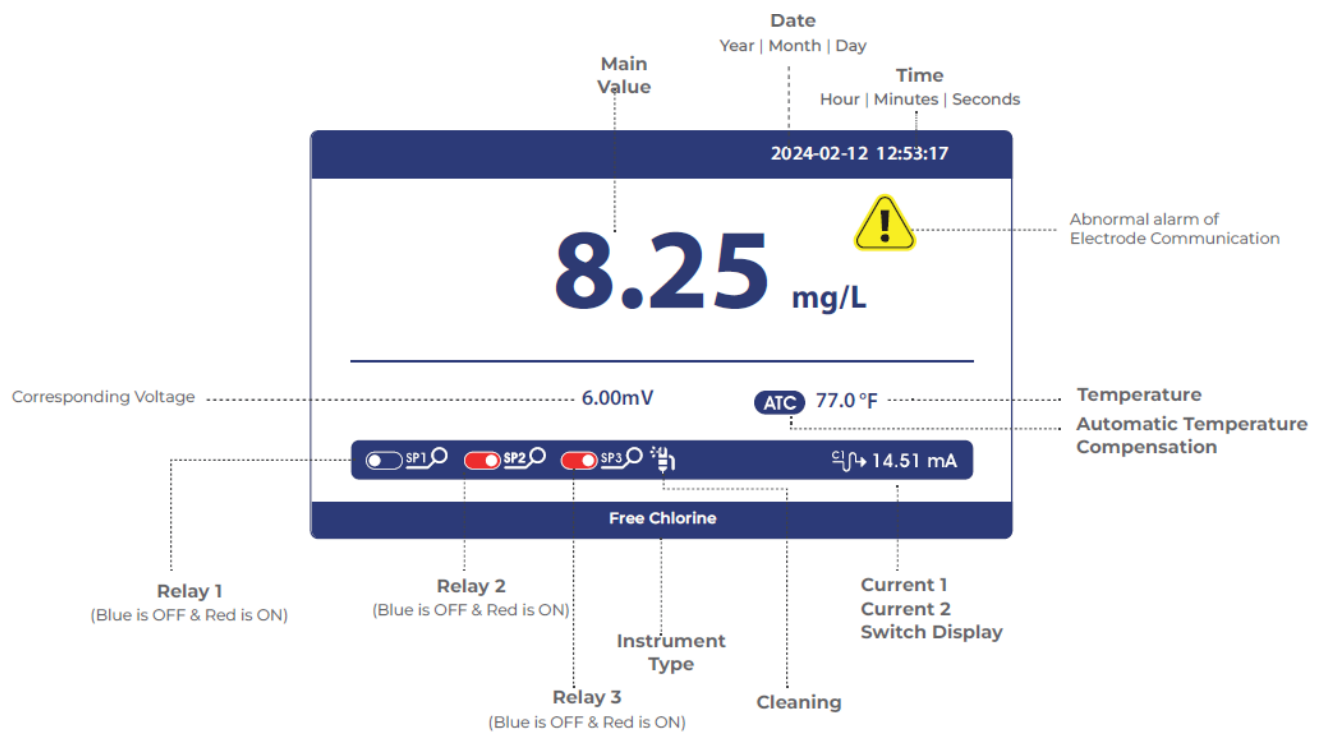 Date
Year | Month | Day
Main
Value
Time
Hour | Minutes | Seconds
2024-02-12 12:53:17
8.25 mg/L
Abnormal alarm of
Electrode Communication
Corresponding Voltage
6.00mV
ATC 77.0 °F
Temperature
Automatic Temperature
Compensation
SP1 SP2 SP3 C1 14.51 mA
Free Chlorine
Relay 1
(Blue is OFF & Red is ON)
Relay 2
(Blue is OFF & Red is ON)
Current 1
Current 2
Switch Display
Instrument
Type
Relay 3
(Blue is OFF & Red is ON)
Cleaning